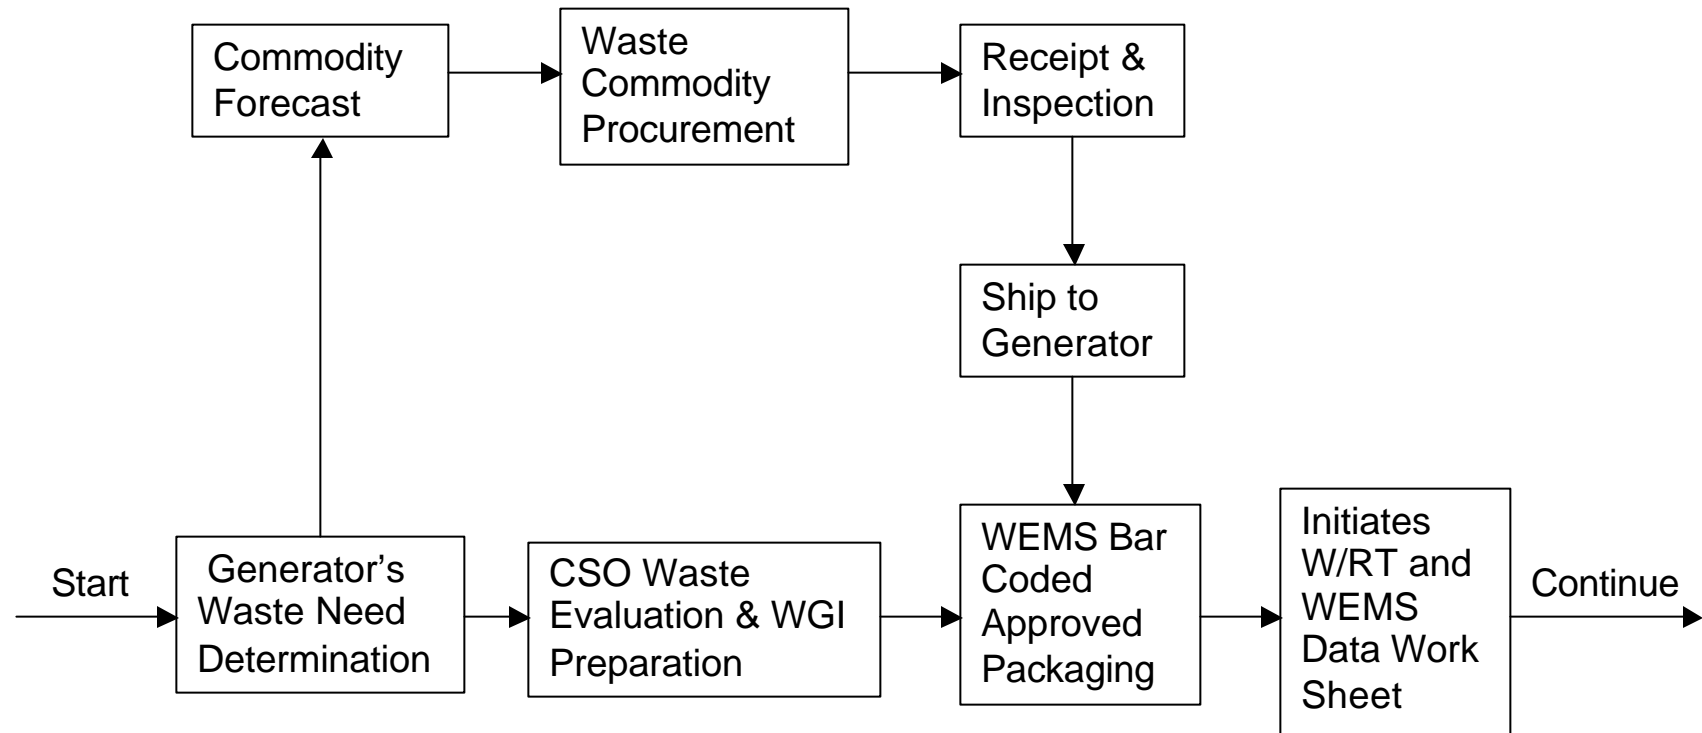 Commodity
Forecast
Waste
Commodity
Procurement
Receipt &
Inspection
Ship to
Generator
Start
Generator’s
Waste Need
Determination
CSO Waste
Evaluation & WGI
Preparation
WEMS Bar
Coded
Approved
Packaging
Initiates
W/RT and
WEMS
Data Work
Sheet
Continue